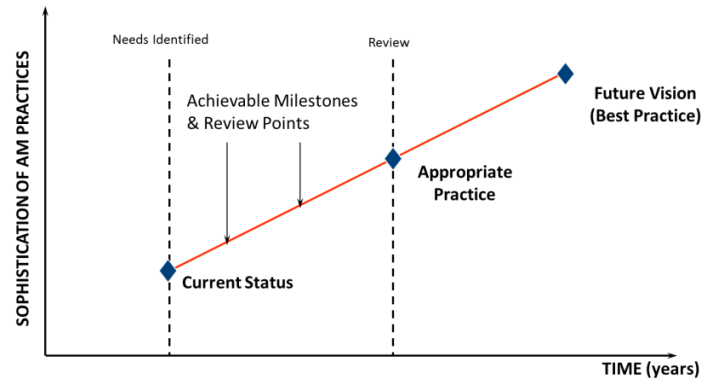 Needs Identified
Review
Achievable Milestones
& Review Points
Future Vision
(Best Practice)
Appropriate
Practice
Current Status
SOPHISTICATION OF AM PRACTICES
TIME (years)